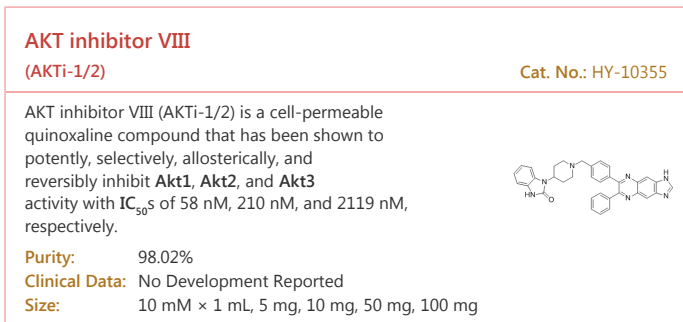 AKT inhibitor VIII
(AKTi-1/2)
Cat. No.: HY-10355
AKT inhibitor VIII (AKTi-1/2) is a cell-permeable
quinoxaline compound that has been shown to
potently, selectively, allosterically, and
reversibly inhibit Akt1, Akt2, and Akt3
activity with IC50s of 58 nM, 210 nM, and 2119 nM,
respectively.
N
N
HN
O
N
N
H
N
N
Purity: 98.02%
Clinical Data: No Development Reported
Size: 10 mM × 1 mL, 5 mg, 10 mg, 50 mg, 100 mg